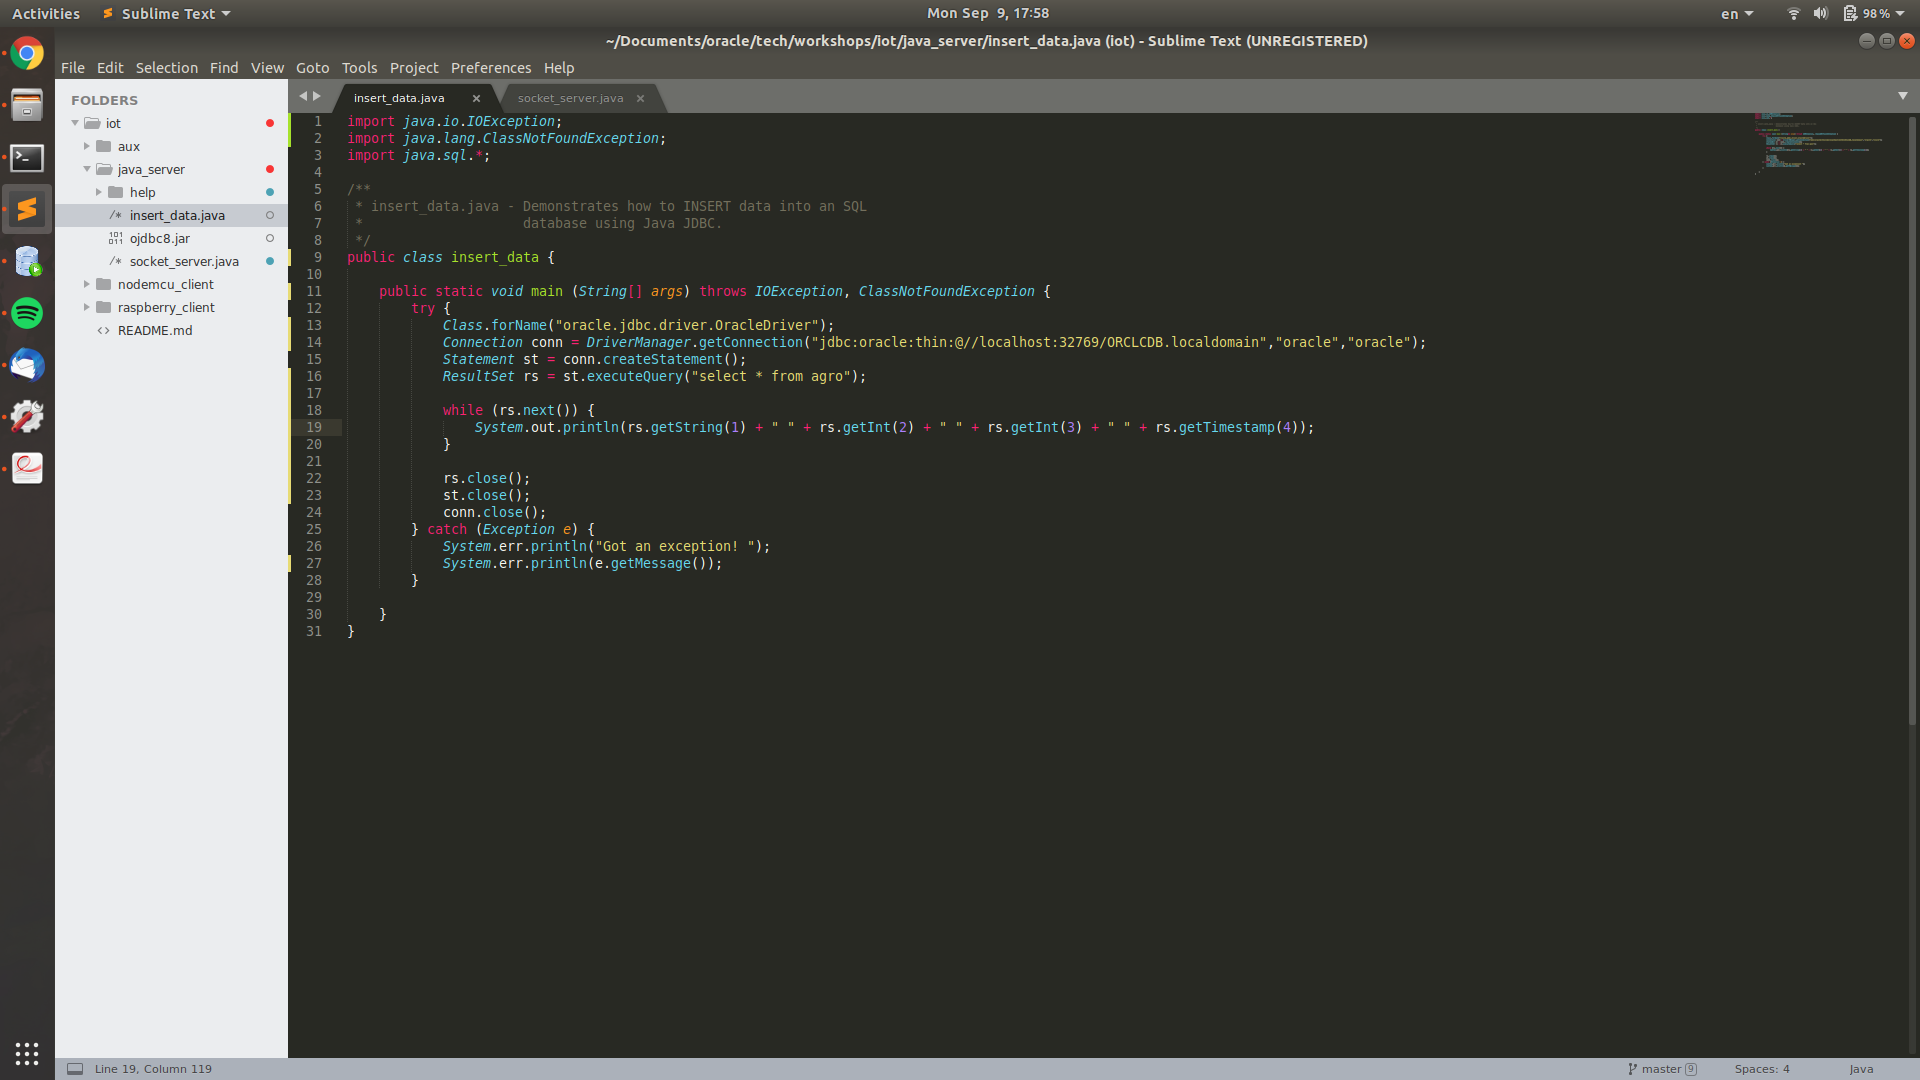 Activities Sublime Text Mon Sep 9, 17:58 en 98 %
~/Documents/oracle/tech/workshops/iot/java_server/insert_data.java (iot) - Sublime Text (UNREGISTERED)
File Edit Selection Find View Goto Tools Project Preferences Help
FOLDERS
iot
aux
java_server
help
/* insert_data.java
ojdbc8.jar
/* socket_server.java
nodemcu_client
raspberry_client
<> README.md
insert_data.java × socket_server.java ×
1 import java.io.IOException;
2 import java.lang.ClassNotFoundException;
3 import java.sql.*;
4
5 /**
6 * insert_data.java - Demonstrates how to INSERT data into an SQL
7 * database using Java JDBC.
8 */
9 public class insert_data {
10
11 public static void main (String[] args) throws IOException, ClassNotFoundException {
12 try {
13 Class.forName("oracle.jdbc.driver.OracleDriver");
14 Connection conn = DriverManager.getConnection("jdbc:oracle:thin:@//localhost:32769/ORCLCDB.localdomain","oracle","oracle");
15 Statement st = conn.createStatement();
16 ResultSet rs = st.executeQuery("select * from agro");
17
18 while (rs.next()) {
19 System.out.println(rs.getString(1) + " " + rs.getInt(2) + " " + rs.getInt(3) + " " + rs.getTimestamp(4));
20 }
21
22 rs.close();
23 st.close();
24 conn.close();
25 } catch (Exception e) {
26 System.err.println("Got an exception! ");
27 System.err.println(e.getMessage());
28 }
29
30 }
31 }
Line 19, Column 119 master 9 Spaces: 4 Java